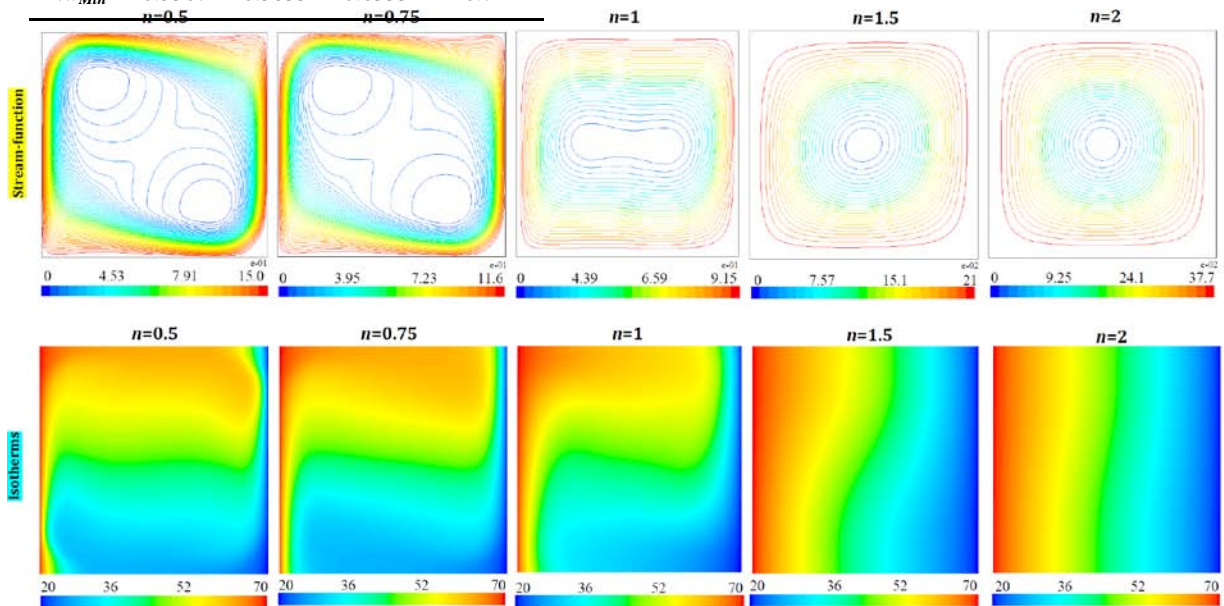 n=0.5 n=0.75 n=1 n=1.5 n=2
Stream-function
e-01 e-01 e-01 e-02 e-02
0 4.53 7.91 15.0 0 3.95 7.23 11.6 0 4.39 6.59 9.15 0 7.57 15.1 21 0 9.25 24.1 37.7
n=0.5 n=0.75 n=1 n=1.5 n=2
Isotherms
20 36 52 70 20 36 52 70 20 36 52 70 20 36 52 70 20 36 52 70